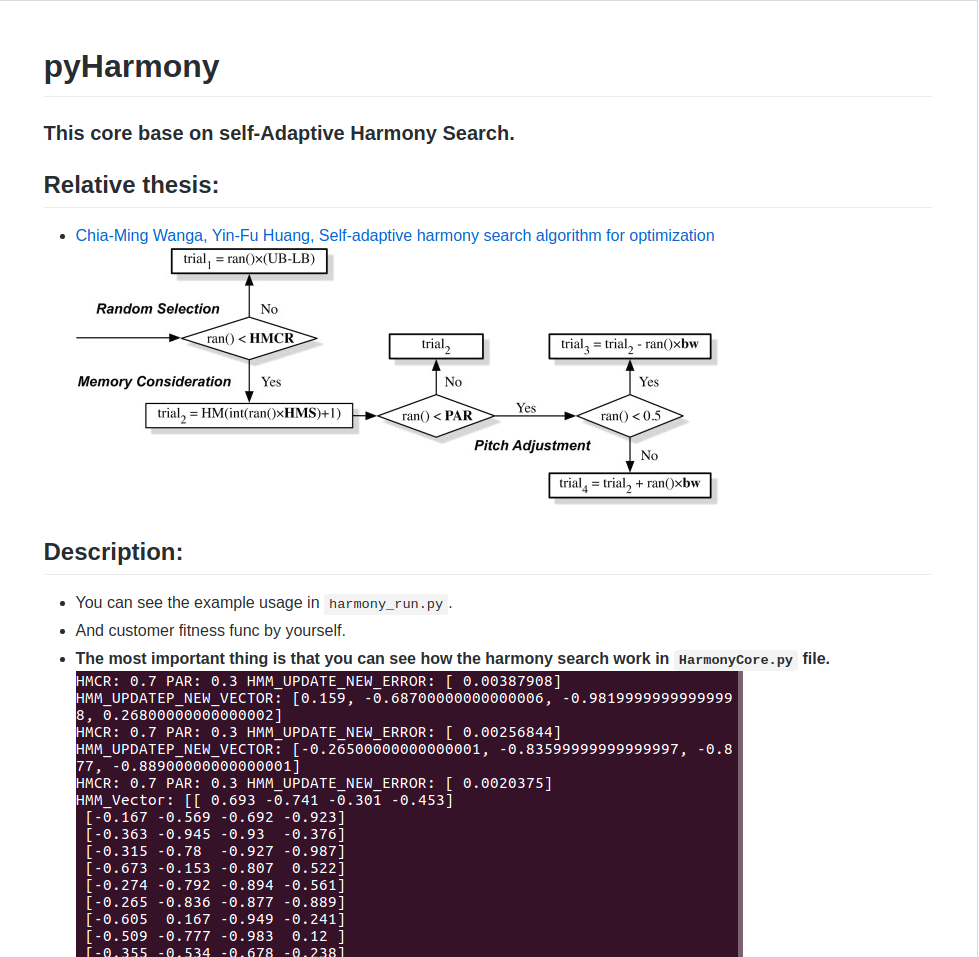 pyHarmony
This core base on self-Adaptive Harmony Search.
Relative thesis:
Chia-Ming Wanga, Yin-Fu Huang, Self-adaptive harmony search algorithm for optimization
trial1 = ran()×(UB-LB)
Random Selection
No
ran() < HMCR
trial2
trial3 = trial2 - ran()×bw
Memory Consideration
Yes
No
Yes
trial2 = HM(int(ran()×HMS)+1)
ran() < PAR
Yes
ran() < 0.5
Pitch Adjustment
No
trial4 = trial2 + ran()×bw
Description:
You can see the example usage in harmony_run.py .
And customer fitness func by yourself.
The most important thing is that you can see how the harmony search work in HarmonyCore.py file.
HMCR: 0.7 PAR: 0.3 HMM_UPDATE_NEW_ERROR: [ 0.00387908]
HMM_UPDATEP_NEW_VECTOR: [0.159, -0.68700000000000006, -0.9819999999999999
8, 0.26800000000000002]
HMCR: 0.7 PAR: 0.3 HMM_UPDATE_NEW_ERROR: [ 0.00256844]
HMM_UPDATEP_NEW_VECTOR: [-0.26500000000000001, -0.83599999999999997, -0.8
77, -0.88900000000000001]
HMCR: 0.7 PAR: 0.3 HMM_UPDATE_NEW_ERROR: [ 0.0020375]
HMM_Vector: [[ 0.693 -0.741 -0.301 -0.453]
[-0.167 -0.569 -0.692 -0.923]
[-0.363 -0.945 -0.93  -0.376]
[-0.315 -0.78  -0.927 -0.987]
[-0.673 -0.153 -0.807  0.522]
[-0.274 -0.792 -0.894 -0.561]
[-0.265 -0.836 -0.877 -0.889]
[-0.605  0.167 -0.949 -0.241]
[-0.509 -0.777 -0.983  0.12 ]
[-0.355 -0.534 -0.678 -0.238]